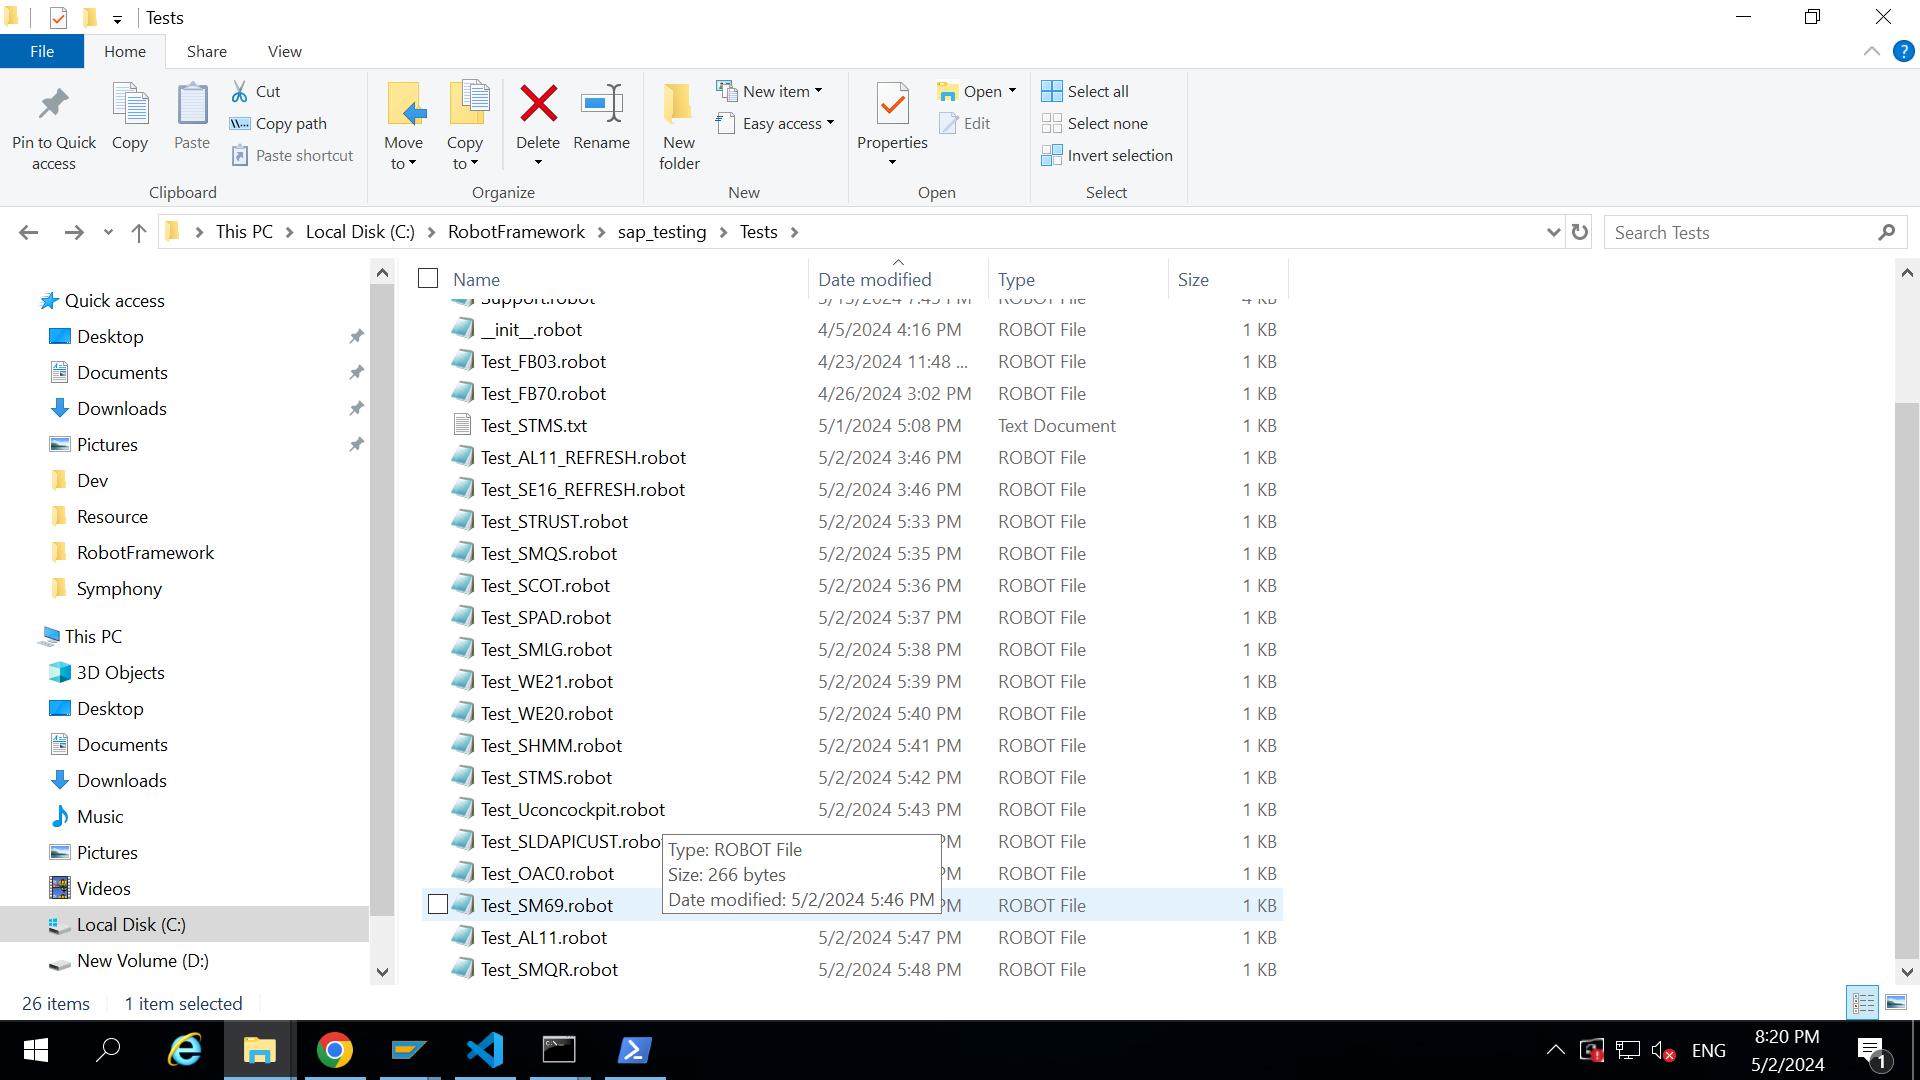 Tests
File Home Share View
Pin to Quick access
Copy
Paste
Cut
Copy path
Paste shortcut
Clipboard
Move to
Copy to
Delete
Rename
Organize
New folder
New item
Easy access
New
Properties
Open
Edit
Open
Select all
Select none
Invert selection
Select
This PC Local Disk (C:) RobotFramework sap_testing Tests
Search Tests
Quick access
Desktop
Documents
Downloads
Pictures
Dev
Resource
RobotFramework
Symphony
This PC
3D Objects
Desktop
Documents
Downloads
Music
Pictures
Videos
Local Disk (C:)
New Volume (D:)
Name Date modified Type Size
Support.robot ROBOT File 4 KB
__init__.robot 4/5/2024 4:16 PM ROBOT File 1 KB
Test_FB03.robot 4/23/2024 11:48 ... ROBOT File 1 KB
Test_FB70.robot 4/26/2024 3:02 PM ROBOT File 1 KB
Test_STMS.txt 5/1/2024 5:08 PM Text Document 1 KB
Test_AL11_REFRESH.robot 5/2/2024 3:46 PM ROBOT File 1 KB
Test_SE16_REFRESH.robot 5/2/2024 3:46 PM ROBOT File 1 KB
Test_STRUST.robot 5/2/2024 5:33 PM ROBOT File 1 KB
Test_SMQS.robot 5/2/2024 5:35 PM ROBOT File 1 KB
Test_SCOT.robot 5/2/2024 5:36 PM ROBOT File 1 KB
Test_SPAD.robot 5/2/2024 5:37 PM ROBOT File 1 KB
Test_SMLG.robot 5/2/2024 5:38 PM ROBOT File 1 KB
Test_WE21.robot 5/2/2024 5:39 PM ROBOT File 1 KB
Test_WE20.robot 5/2/2024 5:40 PM ROBOT File 1 KB
Test_SHMM.robot 5/2/2024 5:41 PM ROBOT File 1 KB
Test_STMS.robot 5/2/2024 5:42 PM ROBOT File 1 KB
Test_Uconcockpit.robot 5/2/2024 5:43 PM ROBOT File 1 KB
Test_SLDAPICUST.robo PM ROBOT File 1 KB
Test_OAC0.robot PM ROBOT File 1 KB
Test_SM69.robot PM ROBOT File 1 KB
Test_AL11.robot 5/2/2024 5:47 PM ROBOT File 1 KB
Test_SMQR.robot 5/2/2024 5:48 PM ROBOT File 1 KB
Type: ROBOT File
Size: 266 bytes
Date modified: 5/2/2024 5:46 PM
26 items 1 item selected
ENG
8:20 PM
5/2/2024
1